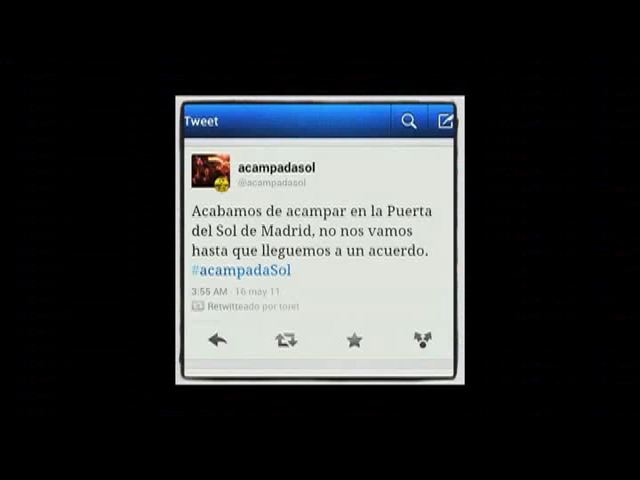 Tweet
acampadasol
@acampadasol
Acabamos de acampar en la Puerta
del Sol de Madrid, no nos vamos
hasta que lleguemos a un acuerdo.
#acampadaSol
3:55 AM · 16 may 11
Retwitteado por toret